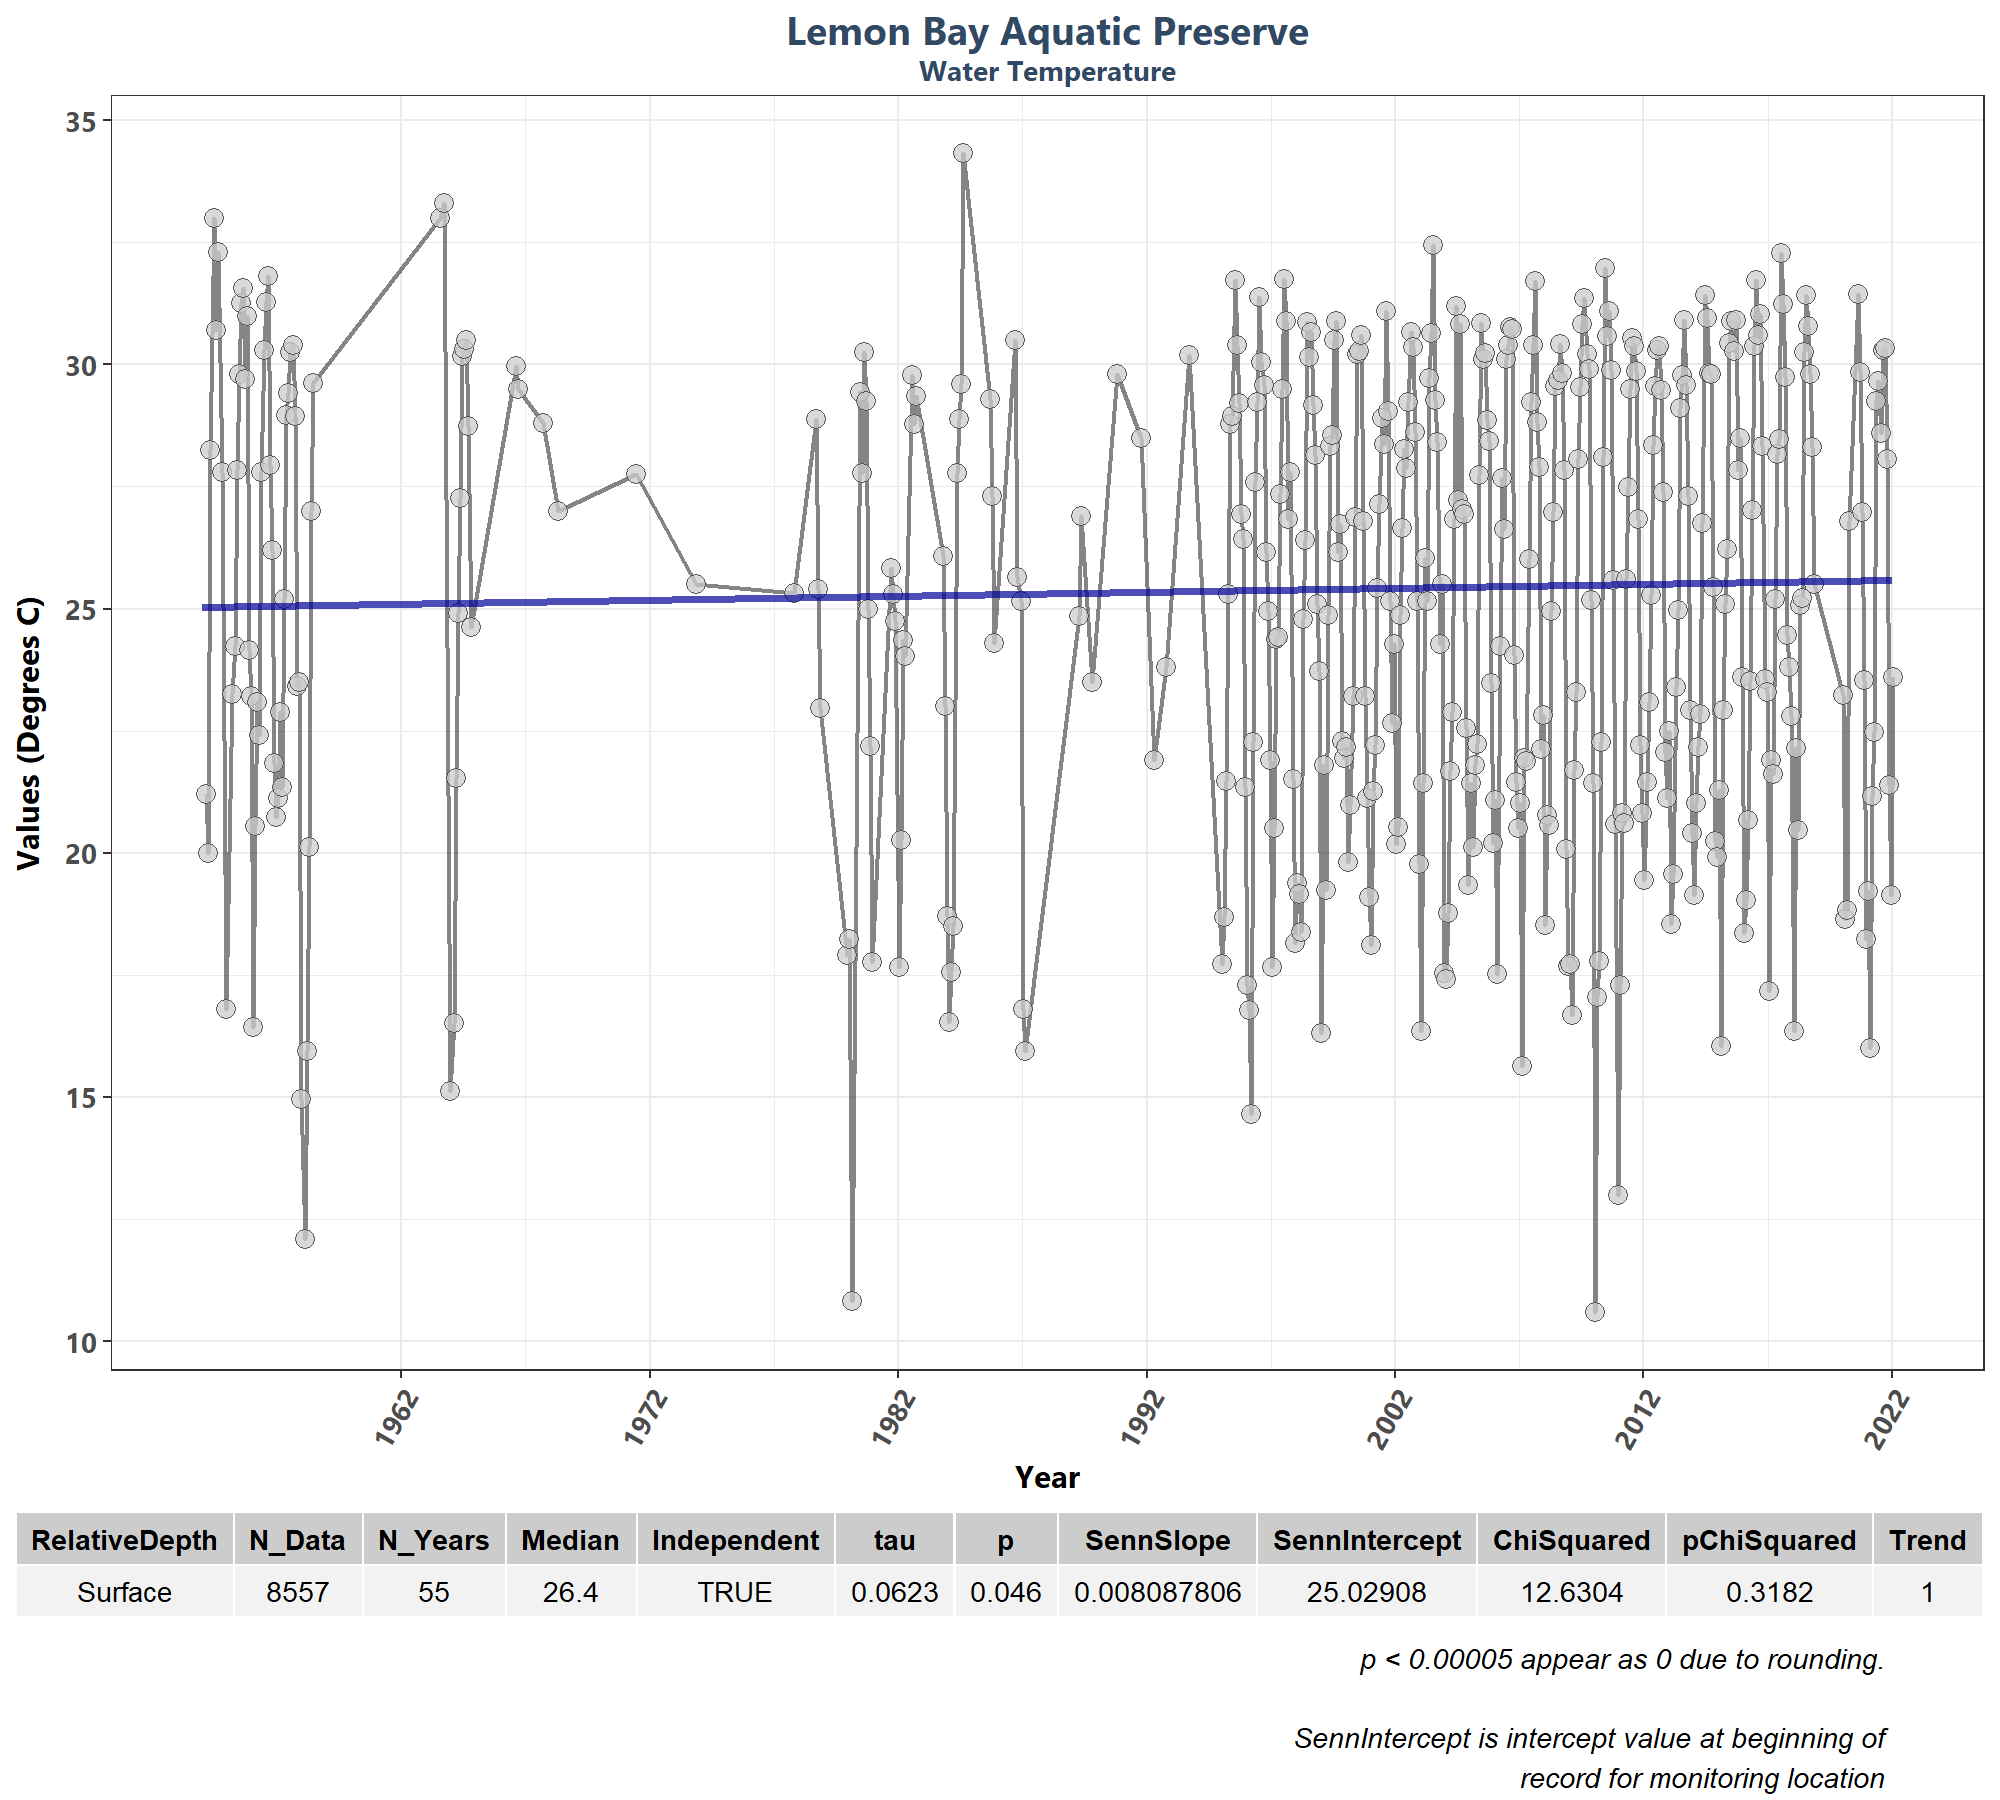 Lemon Bay Aquatic Preserve
Water Temperature
Values (Degrees C)
35
30
25
20
15
10
1962 1972 1982 1992 2002 2012 2022
Year
RelativeDepth N_Data N_Years Median Independent tau p SennSlope SennIntercept ChiSquared pChiSquared Trend
Surface 8557 55 26.4 TRUE 0.0623 0.046 0.008087806 25.02908 12.6304 0.3182 1
p < 0.00005 appear as 0 due to rounding.
SennIntercept is intercept value at beginning of
record for monitoring location